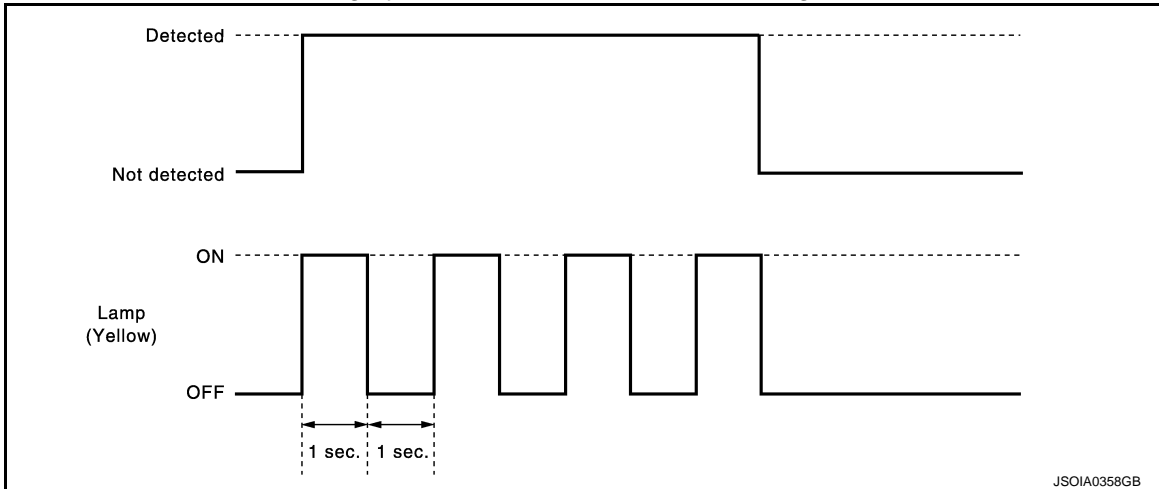 Detected
Not detected
ON
Lamp
(Yellow)
OFF
1 sec. 1 sec.
JSOIA0358GB